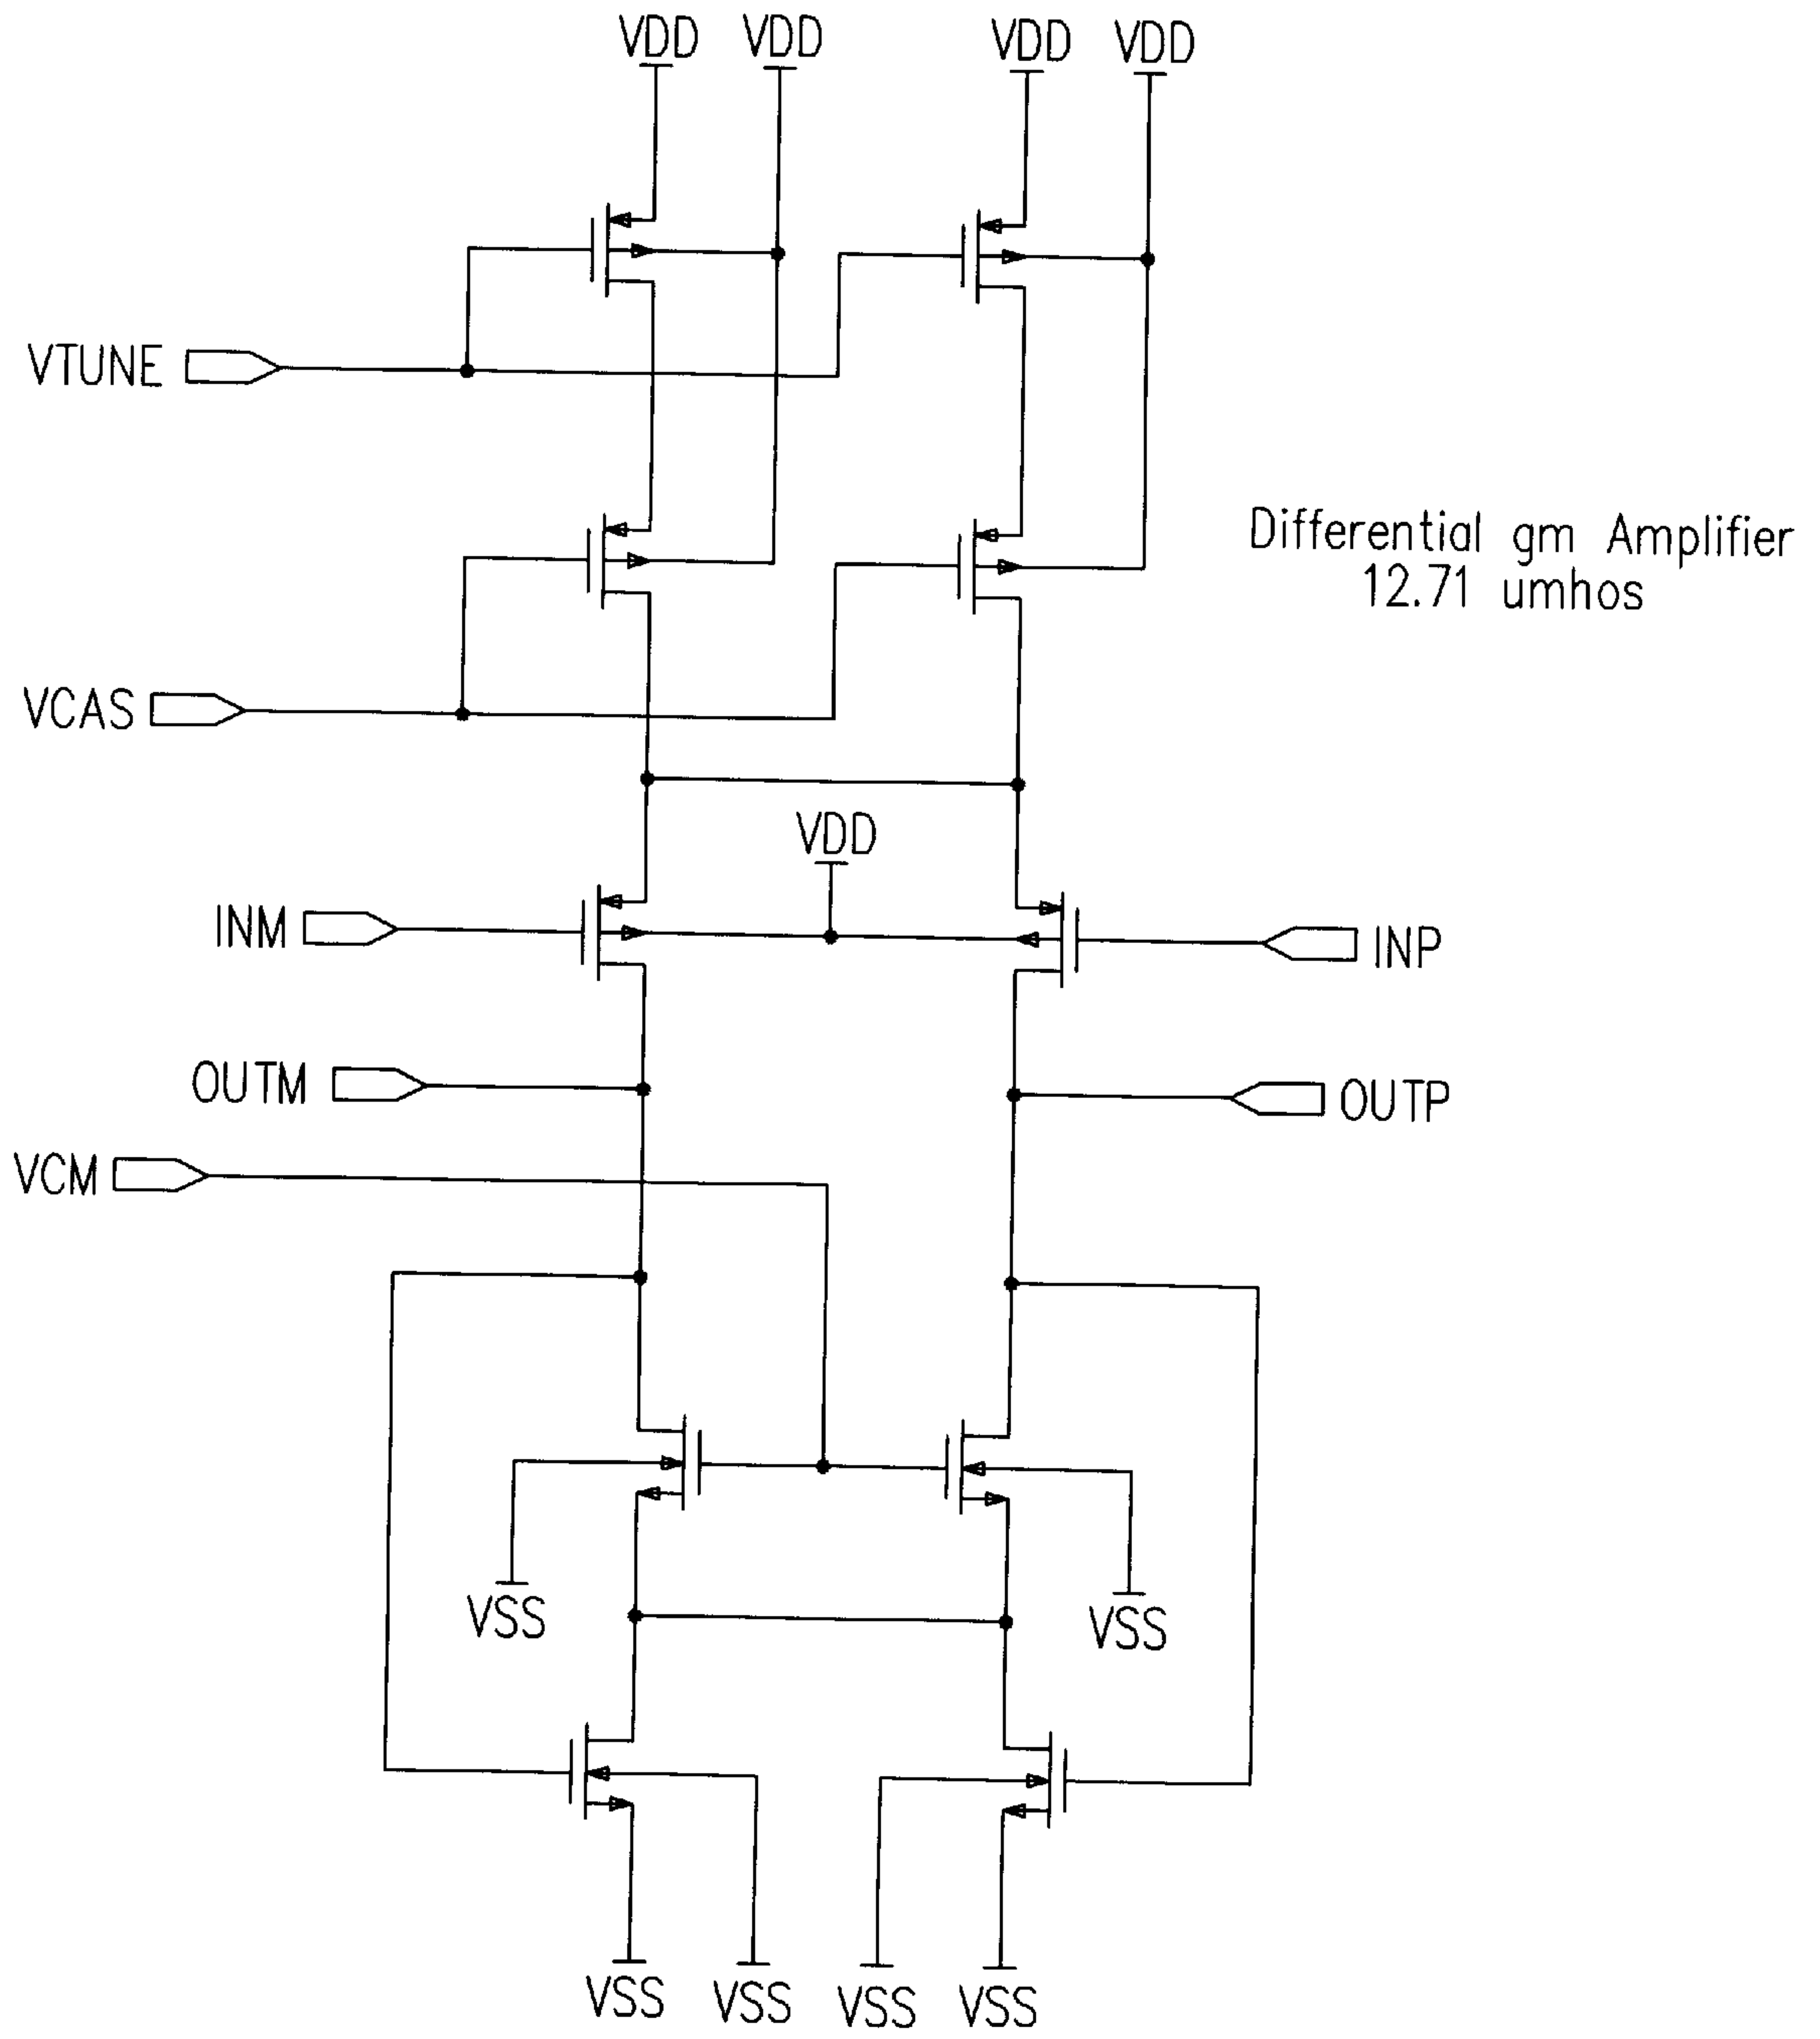 VDD VDD VDD VDD
VTUNE
Differential gm Amplifier
12.71 umhos
VCAS
VDD
INM
INP
OUTM
OUTP
VCM
VSS
VSS
VSS VSS VSS VSS